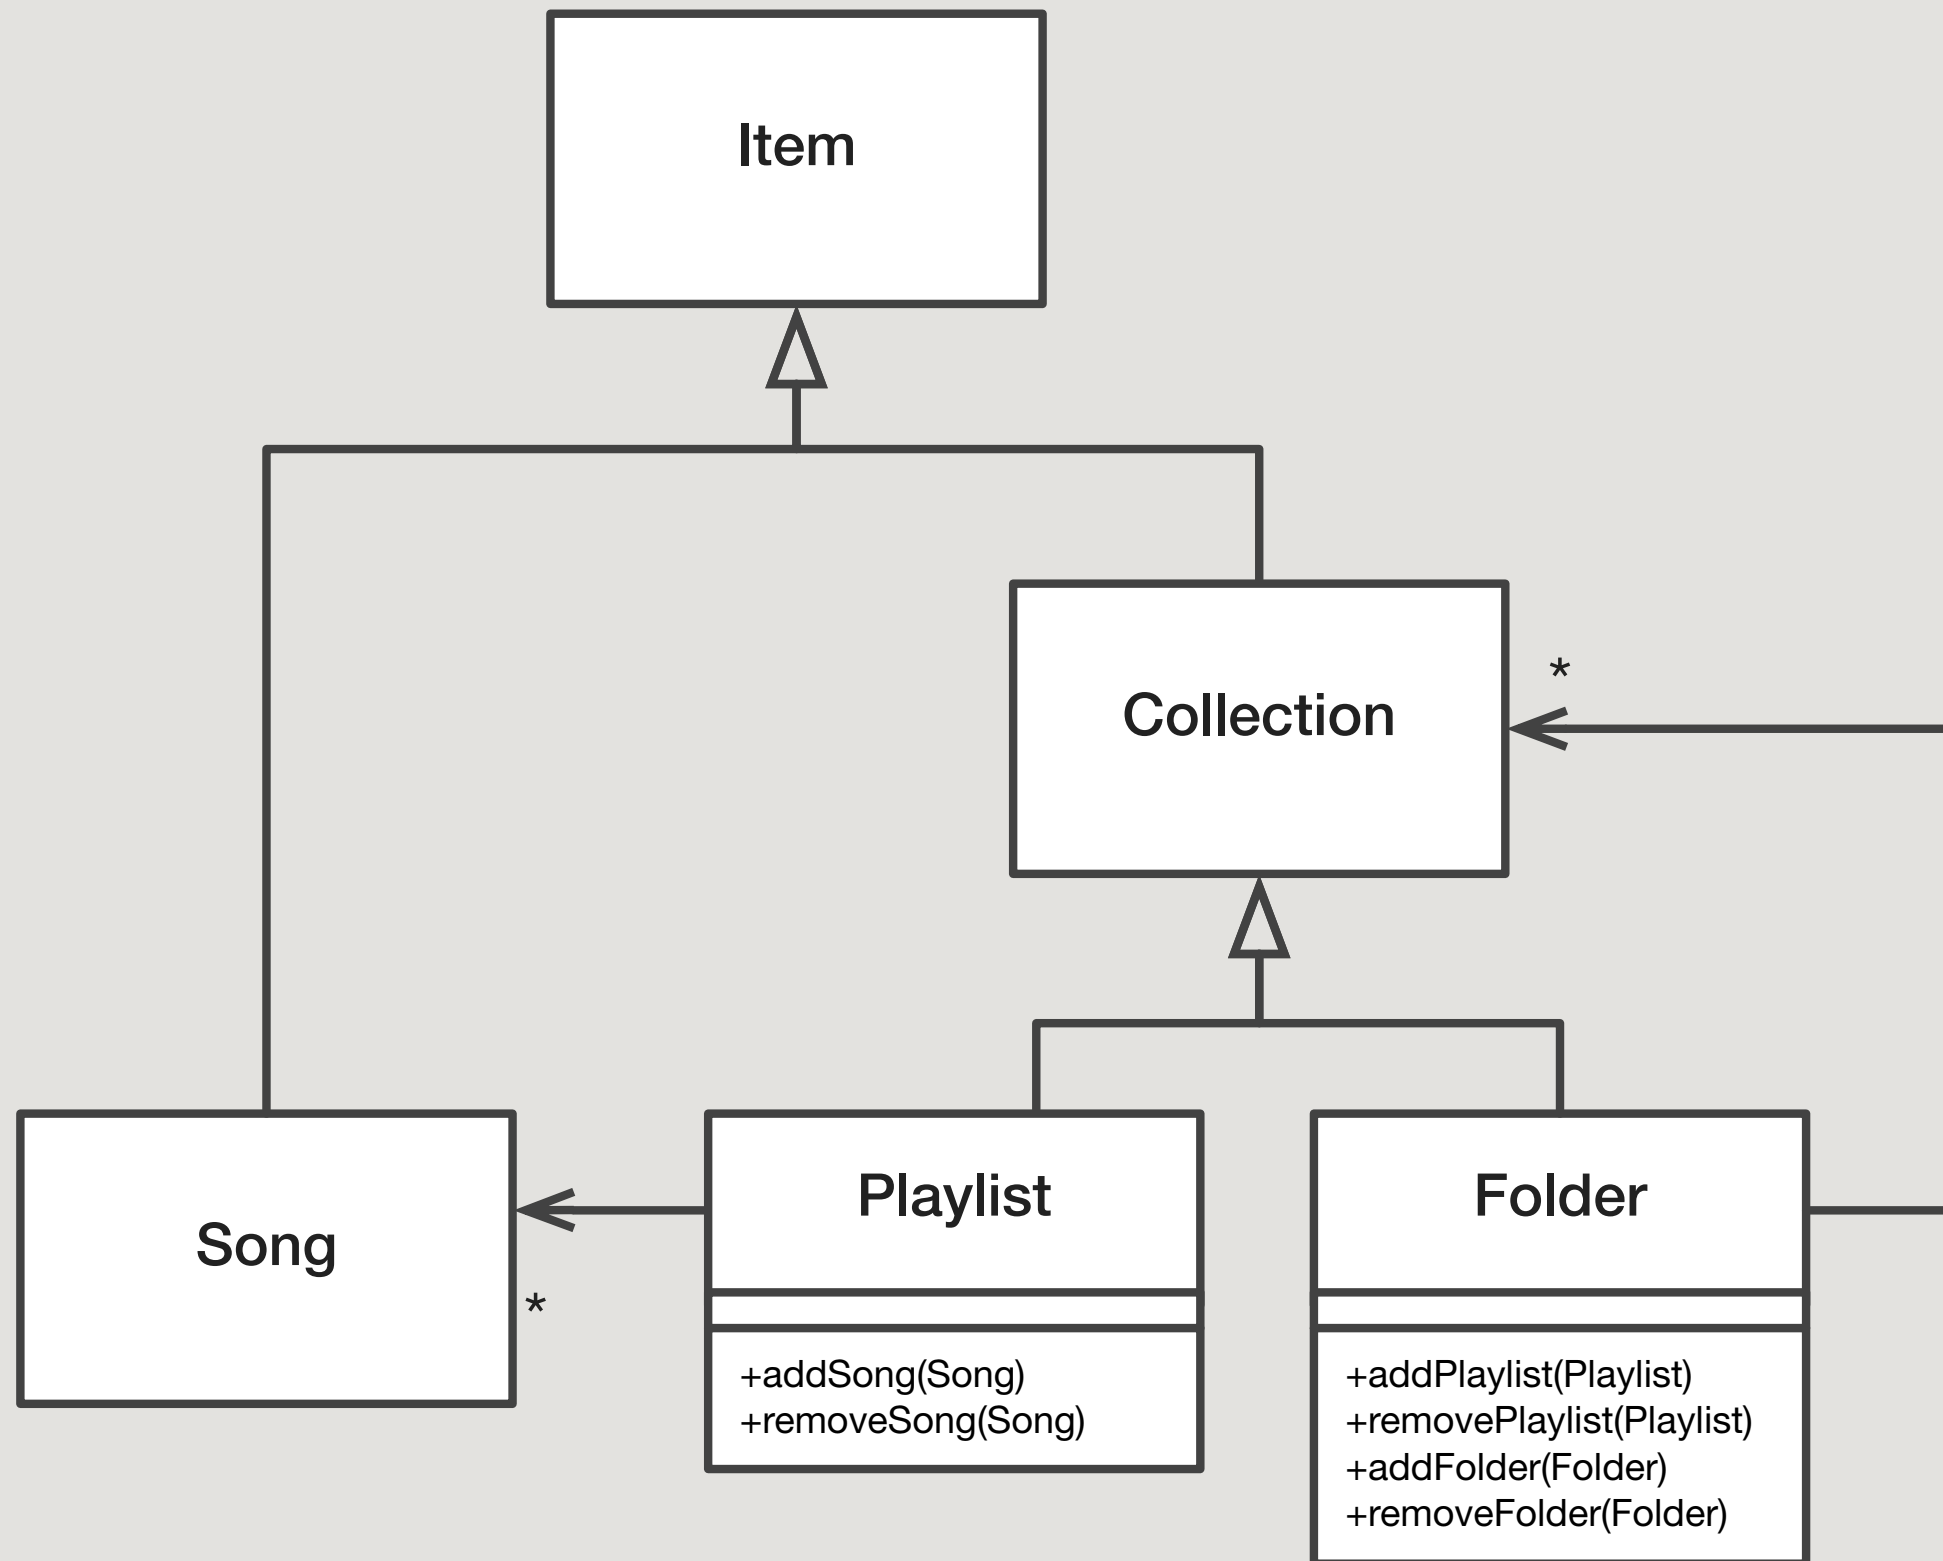 Item
Collection
*
Song
*
Playlist
+addSong(Song)
+removeSong(Song)
Folder
+addPlaylist(Playlist)
+removePlaylist(Playlist)
+addFolder(Folder)
+removeFolder(Folder)